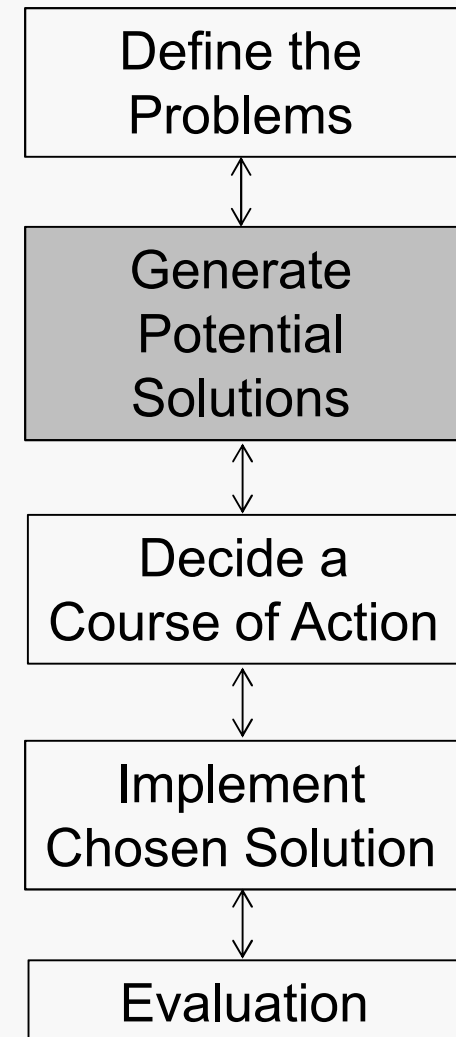 Define the
Problems
Generate
Potential
Solutions
Decide a
Course of Action
Implement
Chosen Solution
Evaluation